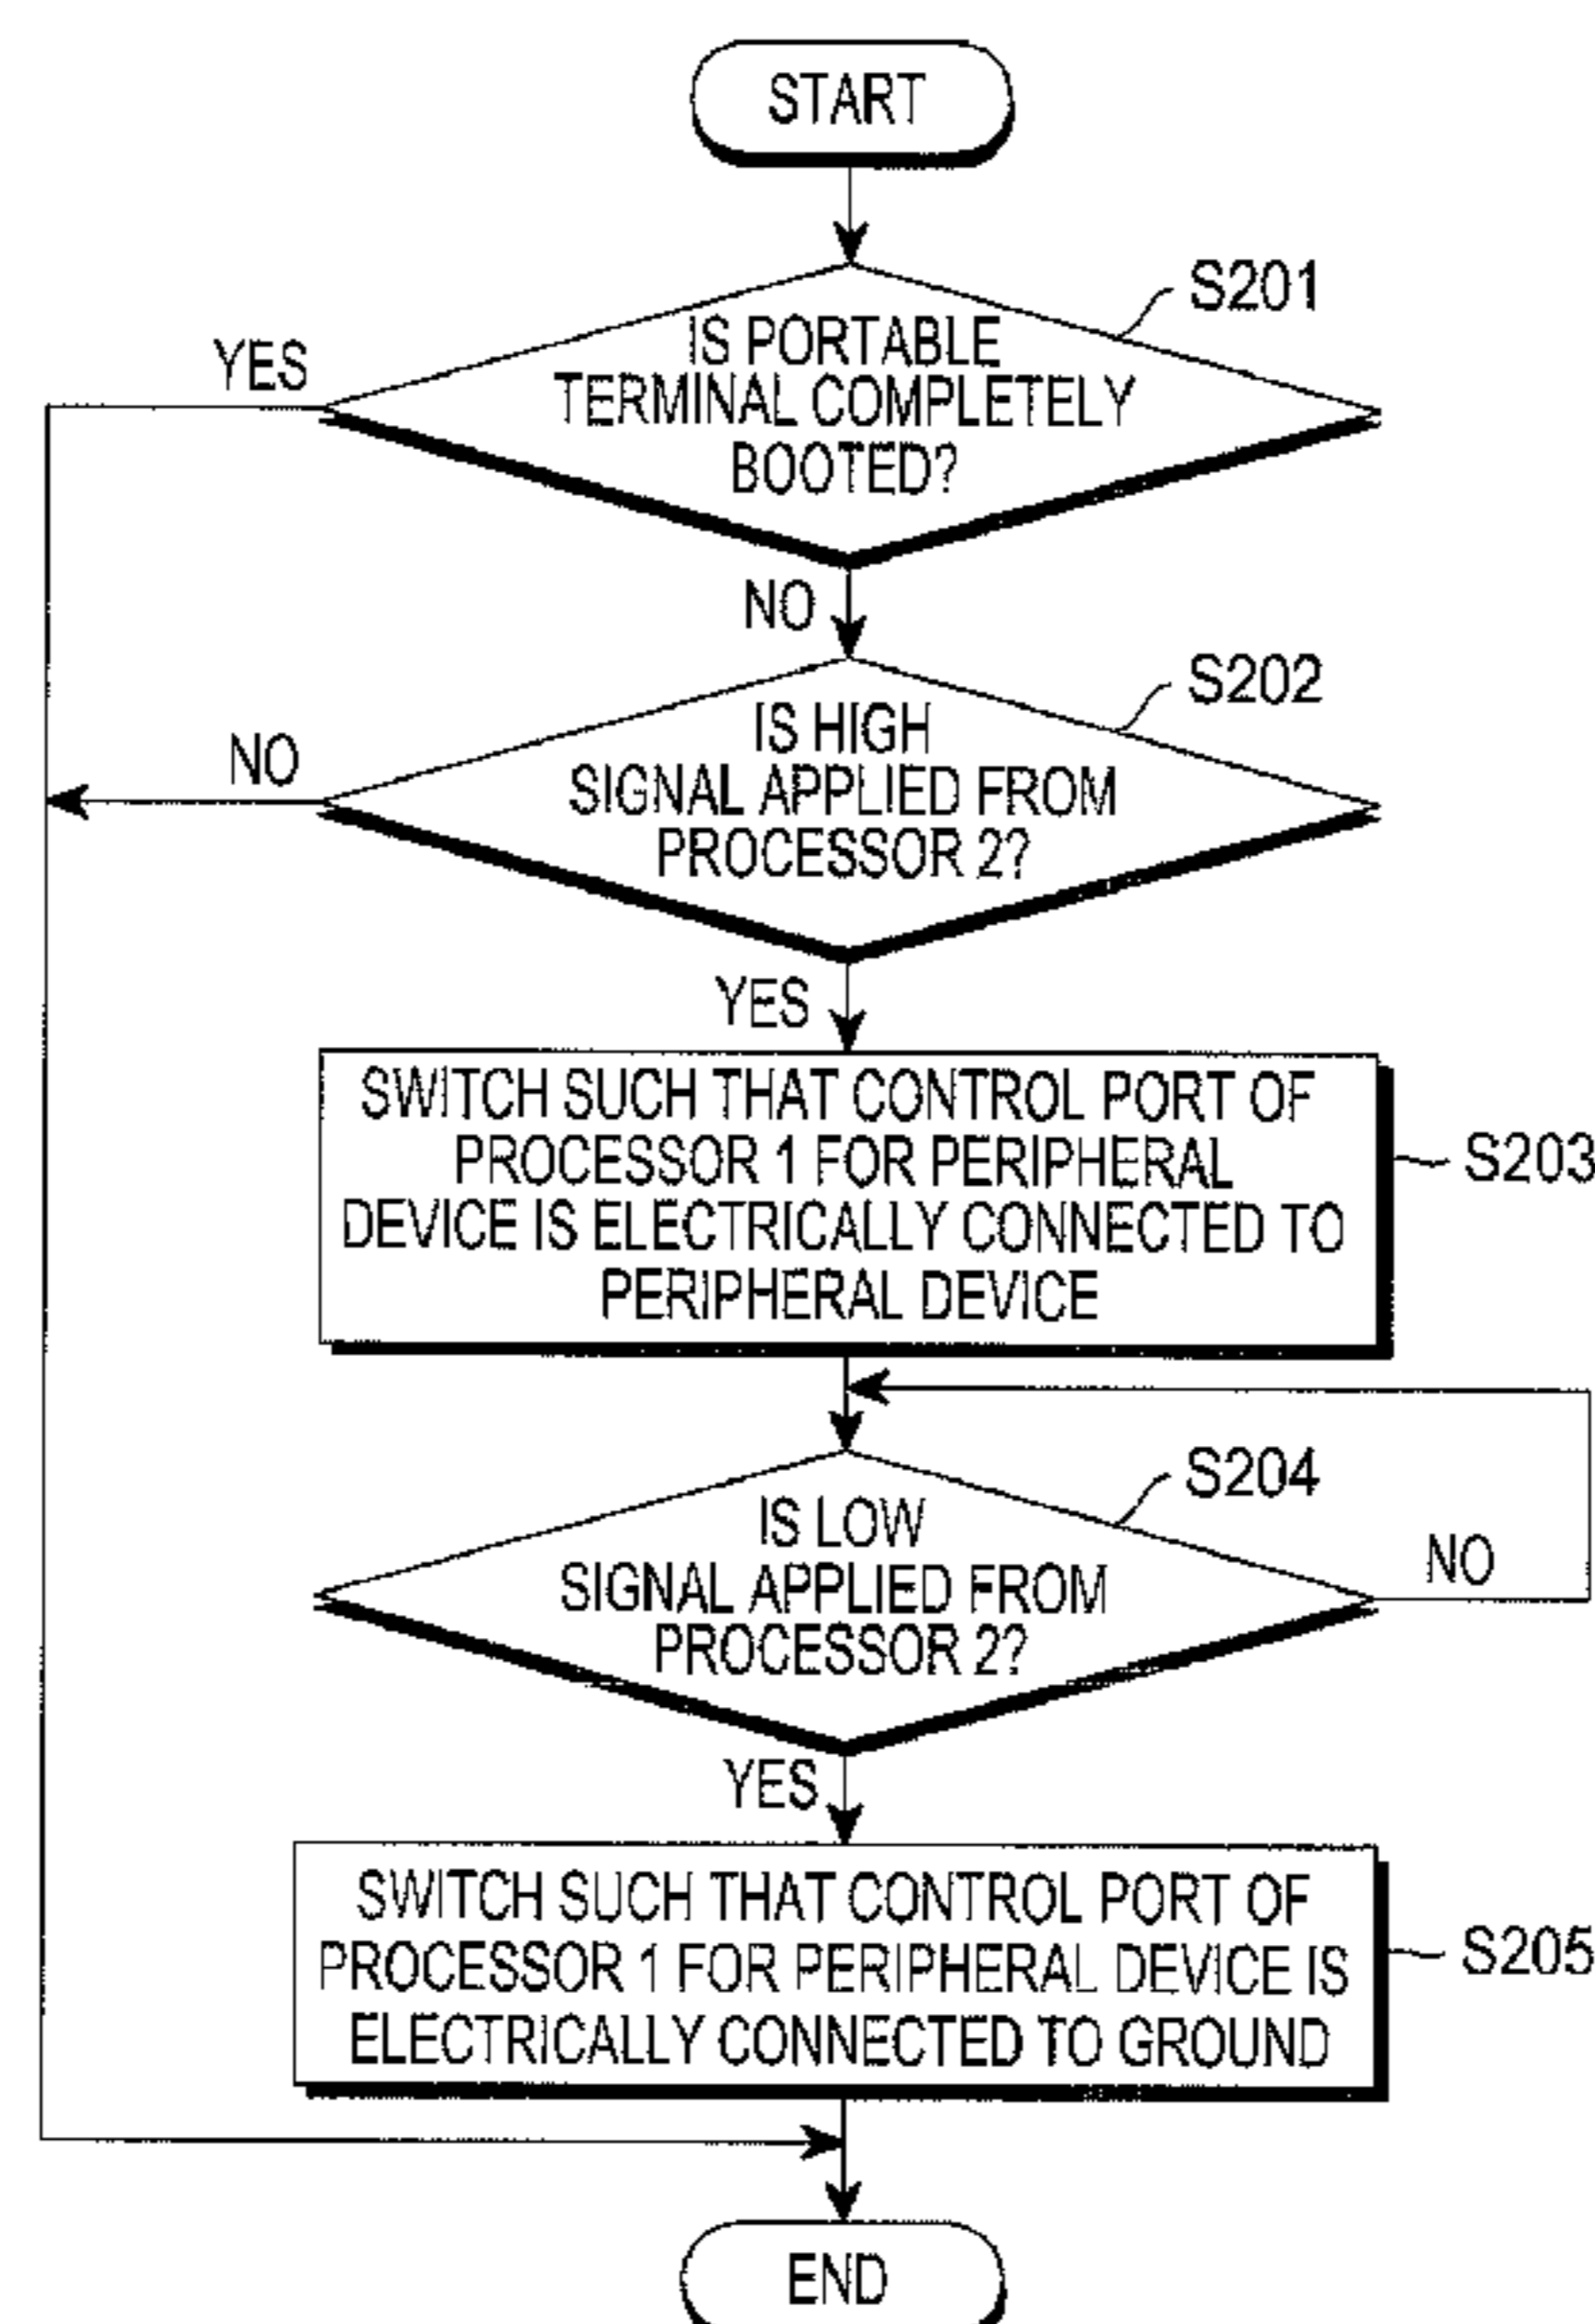 START
S201
IS PORTABLE
TERMINAL COMPLETELY
BOOTED?
YES
NO
S202
IS HIGH
SIGNAL APPLIED FROM
PROCESSOR 2?
NO
YES
SWITCH SUCH THAT CONTROL PORT OF
PROCESSOR 1 FOR PERIPHERAL
DEVICE IS ELECTRICALLY CONNECTED TO
PERIPHERAL DEVICE
S203
S204
IS LOW
SIGNAL APPLIED FROM
PROCESSOR 2?
NO
YES
SWITCH SUCH THAT CONTROL PORT OF
PROCESSOR 1 FOR PERIPHERAL DEVICE IS
ELECTRICALLY CONNECTED TO GROUND
S205
END